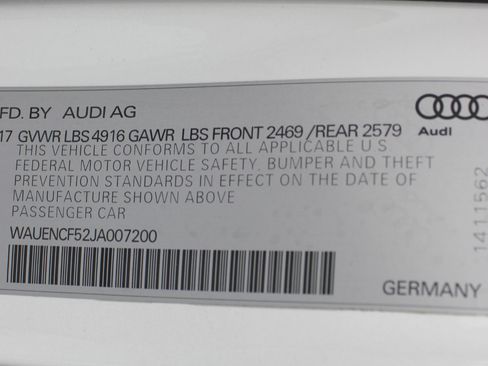 FD. BY AUDI AG
17 GVWR LBS 4916 GAWR LBS FRONT 2469 / REAR 2579
Audi
THIS VEHICLE CONFORMS TO ALL APPLICABLE U S
FEDERAL MOTOR VEHICLE SAFETY, BUMPER AND THEFT
PREVENTION STANDARDS IN EFFECT ON THE DATE OF
MANUFACTURE SHOWN ABOVE
PASSENGER CAR
WAUENCF52JA007200
1411562
GERMANY